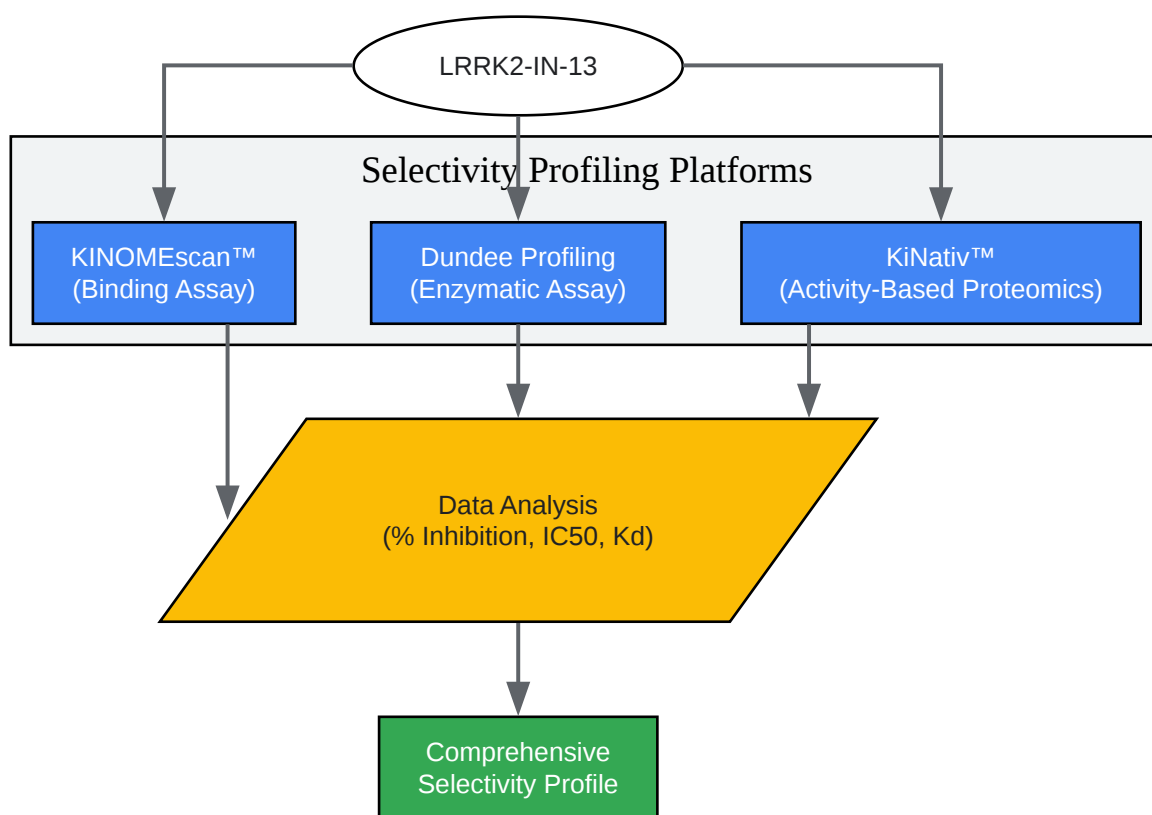 LRRK2-IN-13
Selectivity Profiling Platforms
KINOMEscan™
(Binding Assay)
Dundee Profiling
(Enzymatic Assay)
KiNativ™
(Activity-Based Proteomics)
Data Analysis
(% Inhibition, IC50, Kd)
Comprehensive
Selectivity Profile